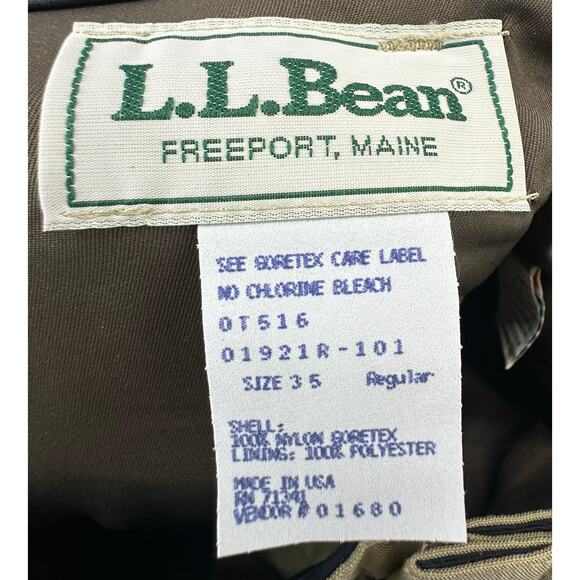 L.L.Bean®
FREEPORT, MAINE
SEE GORETEX CARE LABEL
NO CHLORINE BLEACH
0T516
01921R-101
SIZE 35 Regular
SHELL:
100% NYLON GORETEX
LINING: 100% POLYESTER
MADE IN USA
RN 71341
VENDOR # 01680